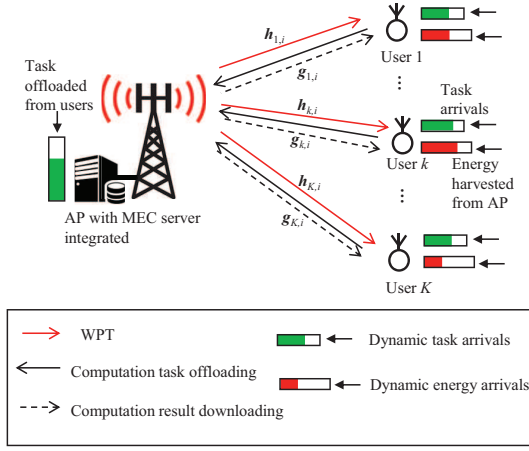 Task
offloaded
from users
AP with MEC server
integrated
h1,i
g1,i
hk,i
gk,i
hK,i
gK,i
User 1
...
Task
arrivals
User k
Energy
harvested
from AP
...
User K
WPT
Computation task offloading
Computation result downloading
Dynamic task arrivals
Dynamic energy arrivals